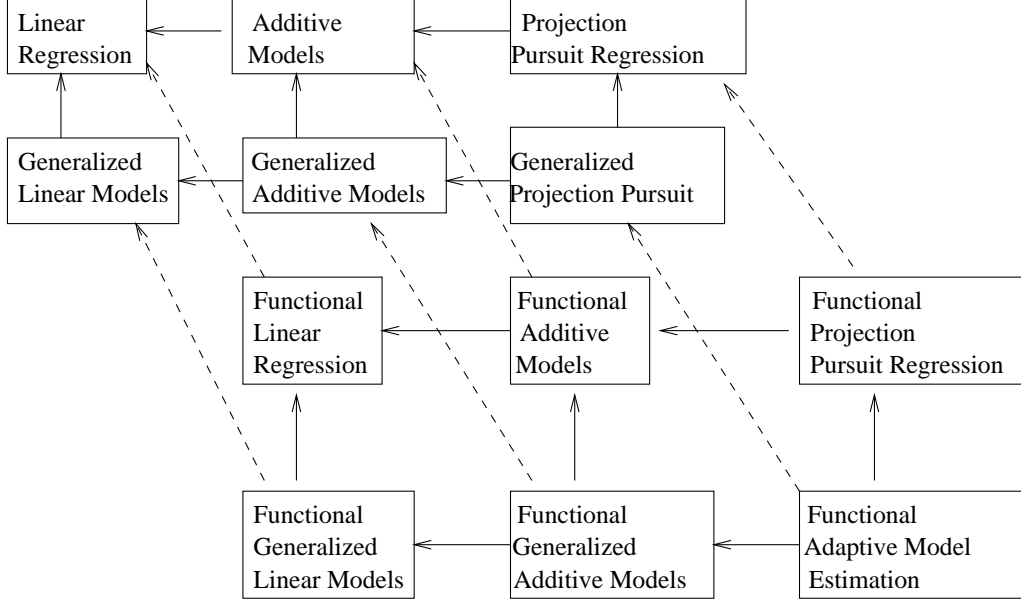 Linear
Regression
Additive
Models
Projection
Pursuit Regression
Generalized
Linear Models
Generalized
Additive Models
Generalized
Projection Pursuit
Functional
Linear
Regression
Functional
Additive
Models
Functional
Projection
Pursuit Regression
Functional
Generalized
Linear Models
Functional
Generalized
Additive Models
Functional
Adaptive Model
Estimation